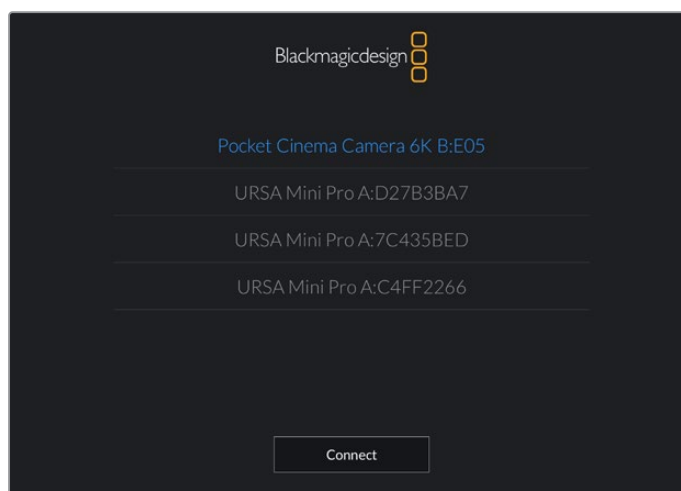 Blackmagicdesign
Pocket Cinema Camera 6K B:E05
URSA Mini Pro A:D27B3BA7
URSA Mini Pro A:7C435BED
URSA Mini Pro A:C4FF2266
Connect